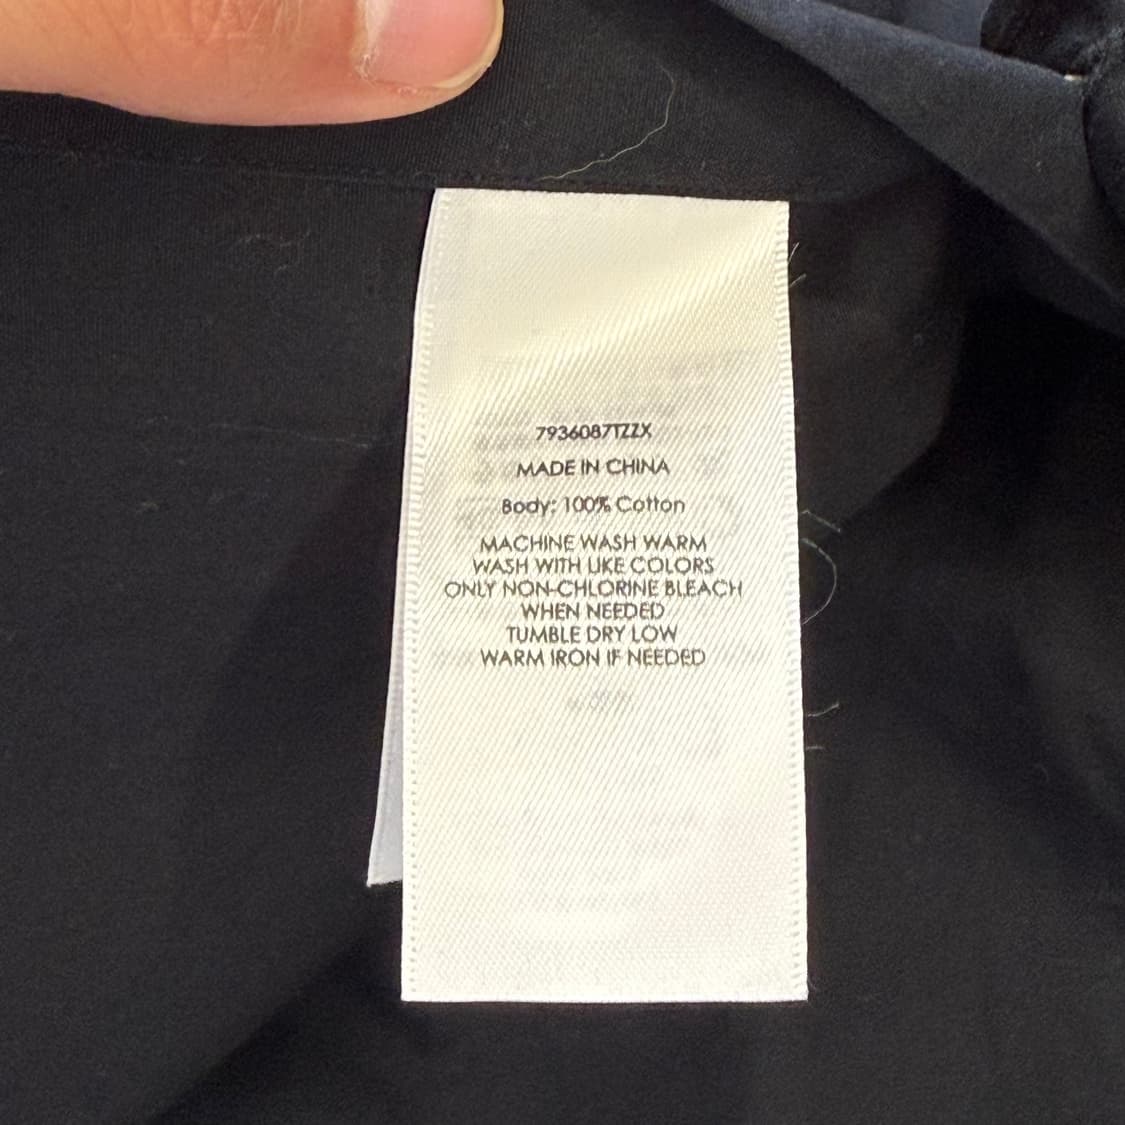 7936087TZZX
MADE IN CHINA
Body: 100% Cotton
MACHINE WASH WARM
WASH WITH LIKE COLORS
ONLY NON-CHLORINE BLEACH
WHEN NEEDED
TUMBLE DRY LOW
WARM IRON IF NEEDED